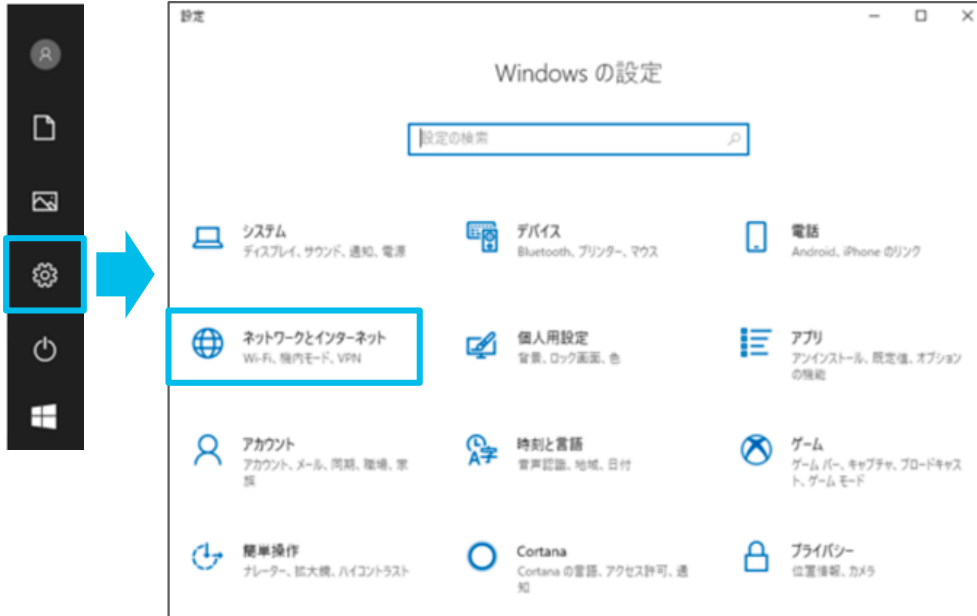 設定
Windows の設定
設定の検索
システム
ディスプレイ、サウンド、通知、電源
デバイス
Bluetooth、プリンター、マウス
電話
Android、iPhone のリンク
ネットワークとインターネット
Wi-Fi、機内モード、VPN
個人用設定
背景、ロック画面、色
アプリ
アンインストール、既定値、オプション
の機能
アカウント
アカウント、メール、同期、職場、家
族
時刻と言語
音声認識、地域、日付
ゲーム
ゲーム バー、キャプチャ、ブロードキャス
ト、ゲーム モード
簡単操作
ナレーター、拡大鏡、ハイコントラスト
Cortana
Cortana の言語、アクセス許可、通
知
プライバシー
位置情報、カメラ